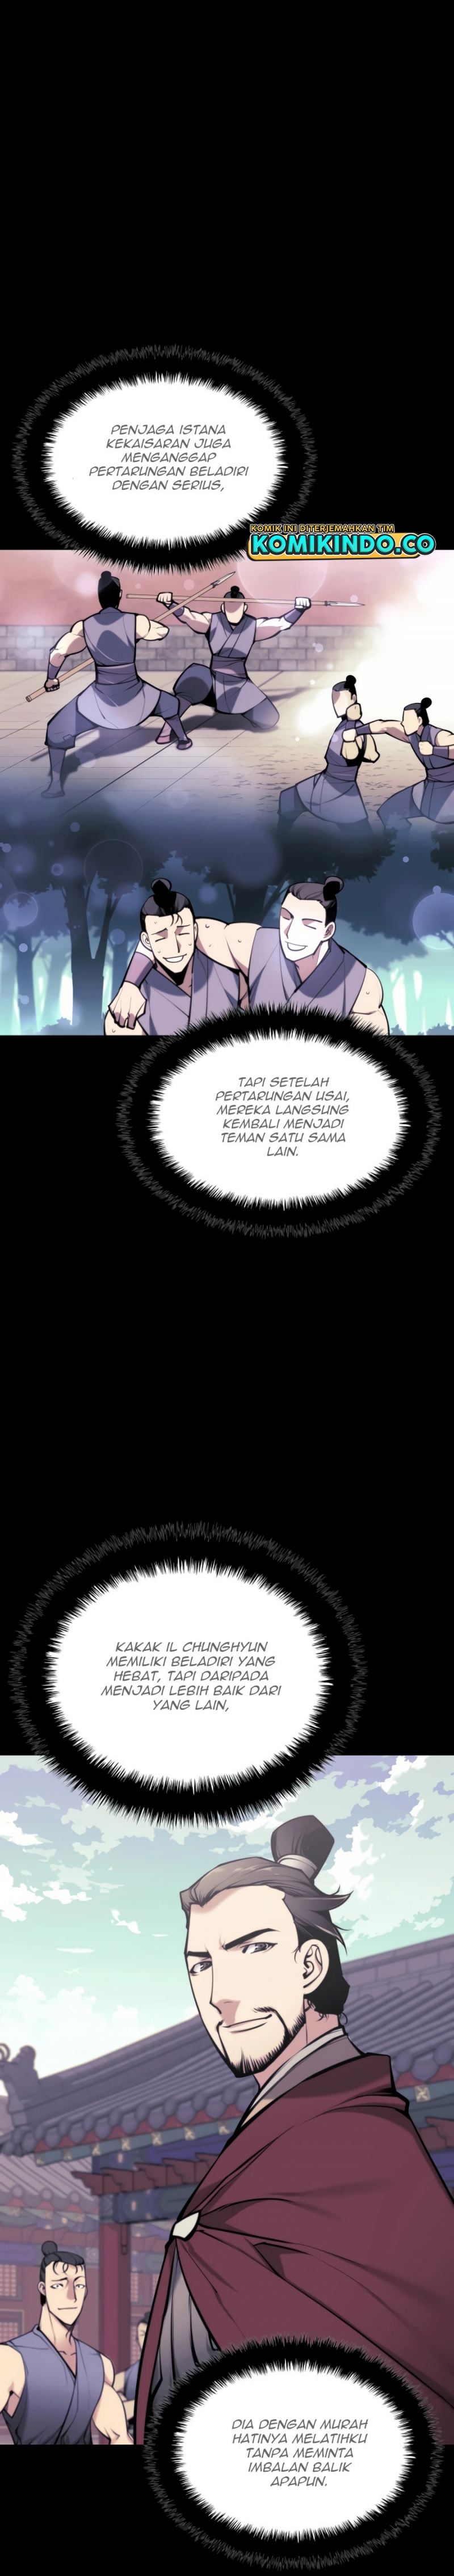 PENJAGA ISTANA
KEKAISARAN JUGA
MENGANGGAP
PERTARUNGAN BELADIRI
DENGAN SERIUS,
KOMIK INI DITERJEMAHKAN TIM
KOMIKINDO.CO
TAPI SETELAH
PERTARUNGAN USAI,
MEREKA LANGSUNG
KEMBALI MENJADI
TEMAN SATU SAMA
LAIN.
KAKAK IL CHUNGHYUN
MEMILIKI BELADIRI YANG
HEBAT, TAPI DARIPADA
MENJADI LEBIH BAIK DARI
YANG LAIN,
DIA DENGAN MURAH
HATINYA MELATIHKU
TANPA MEMINTA
IMBALAN BALIK
APAPUN.